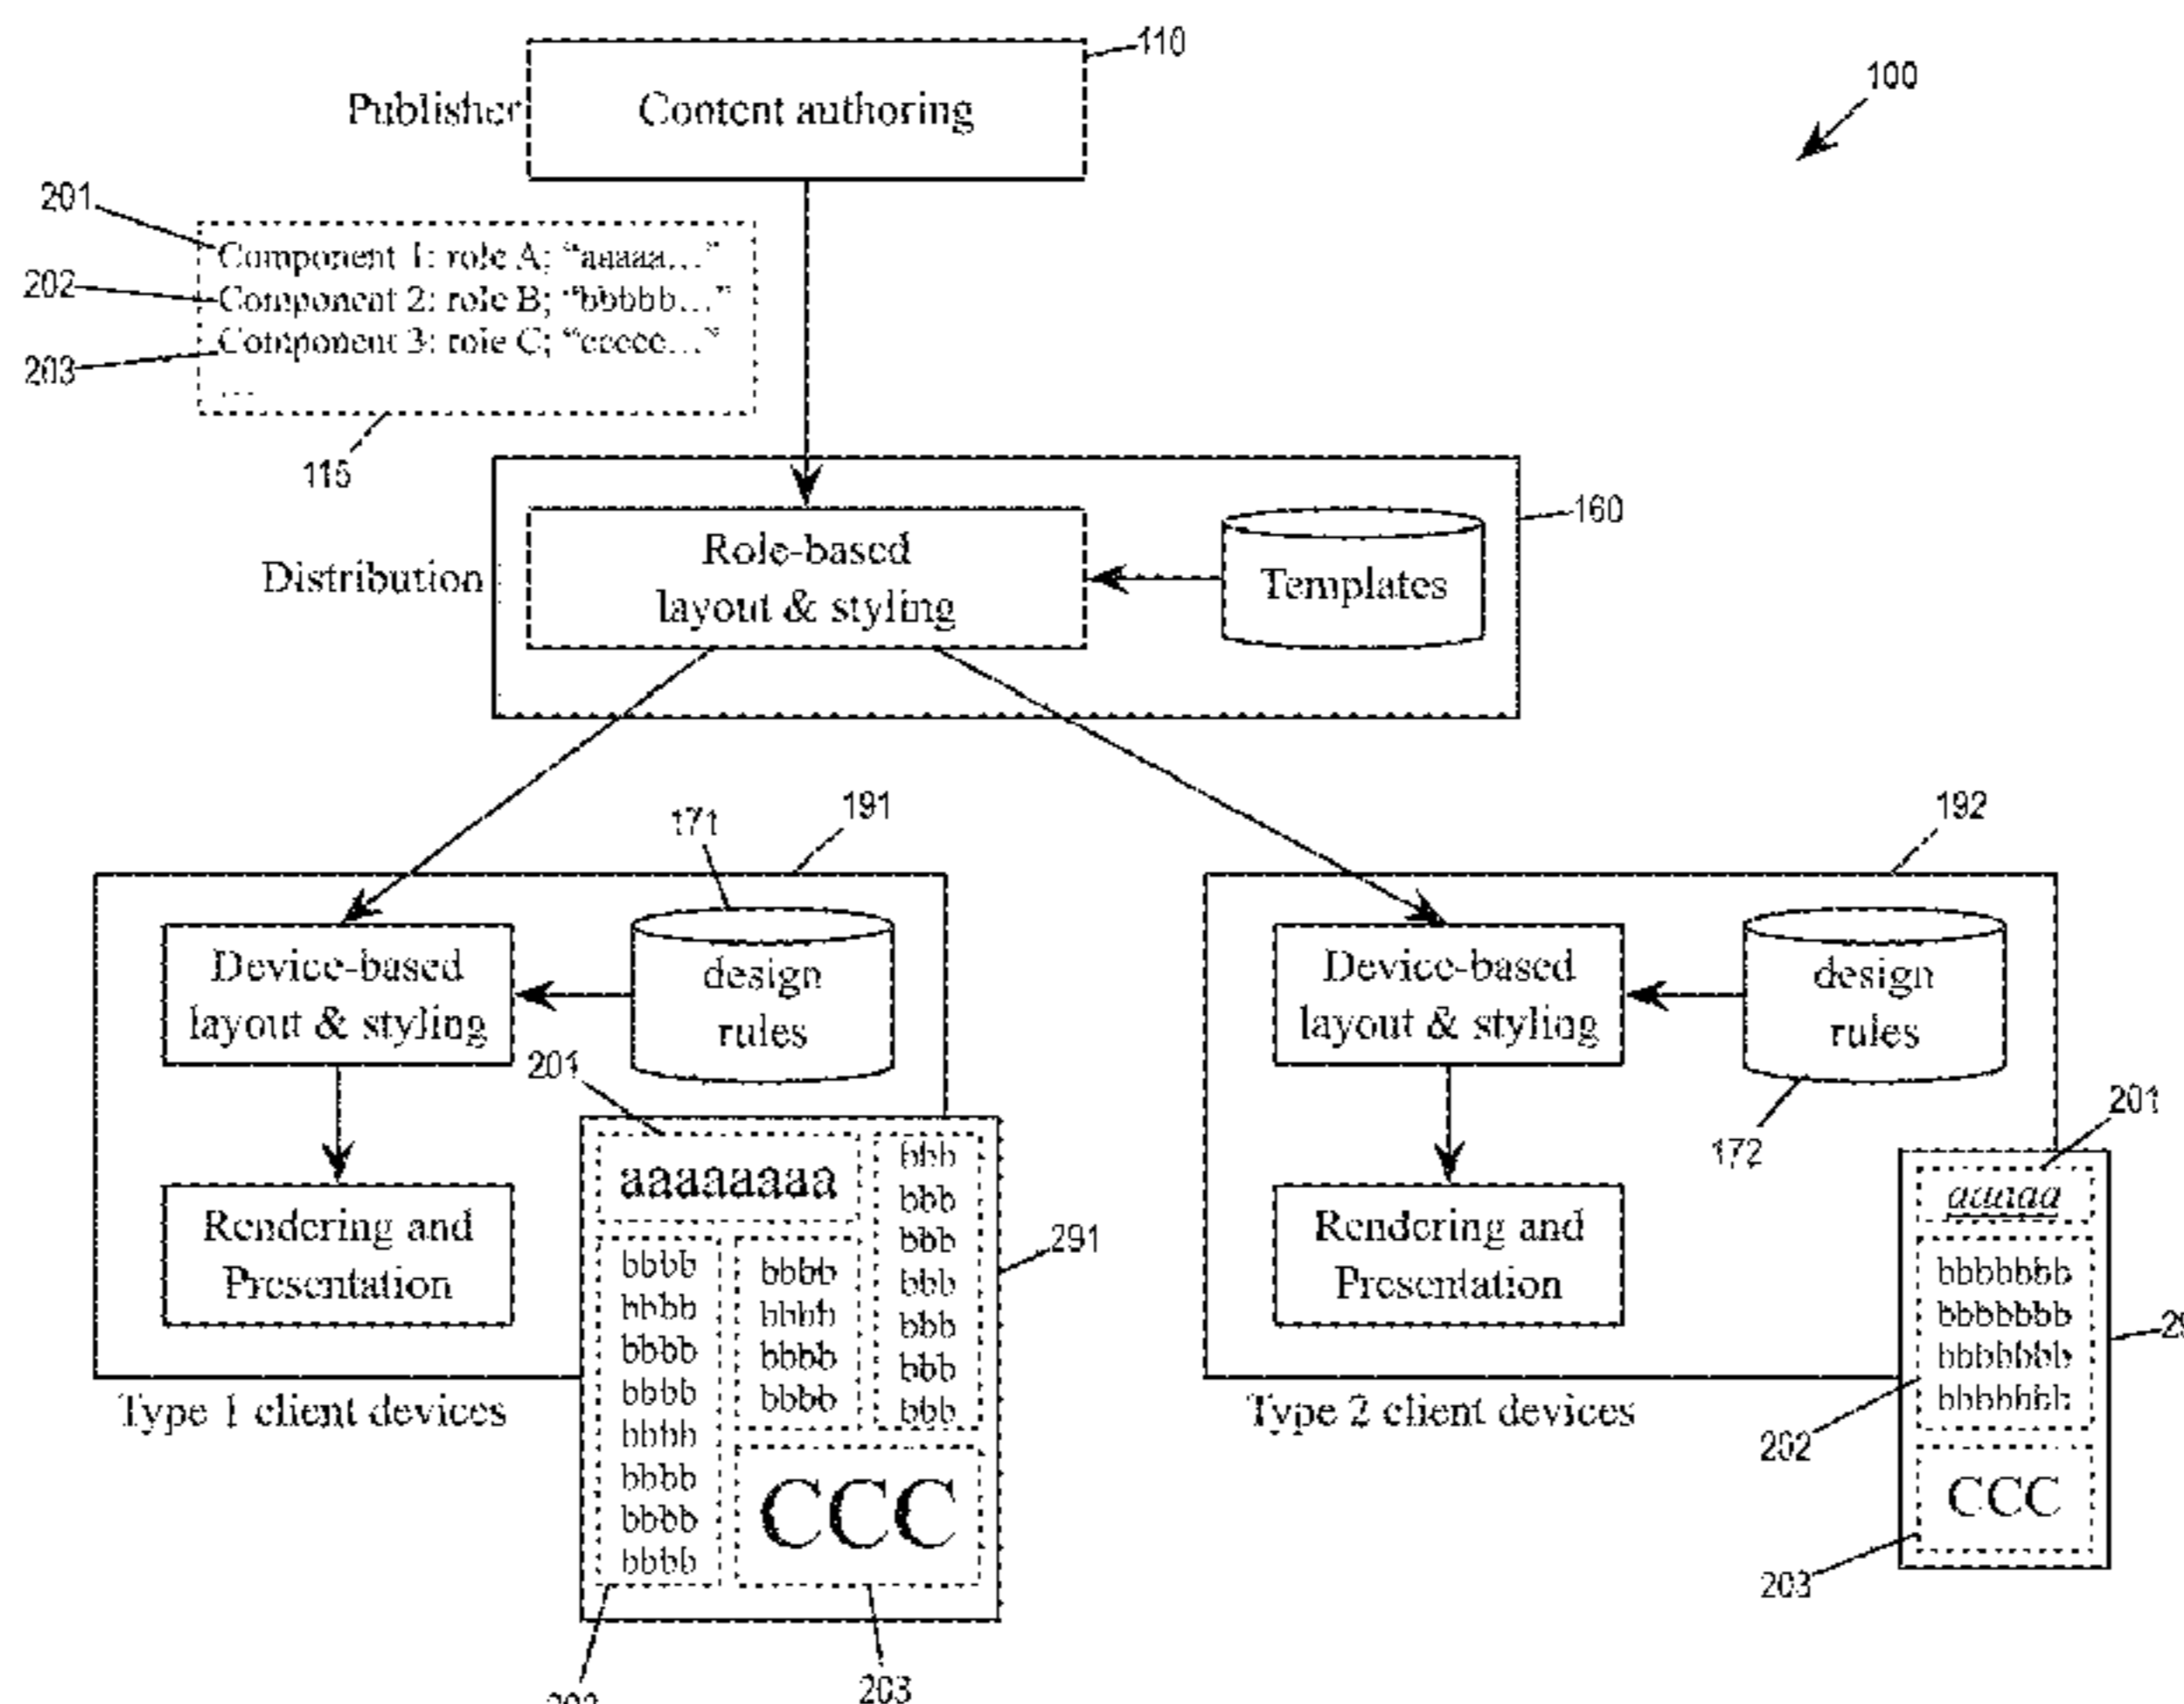 110
100
Publisher
Content authoring
201
Component 1: role A; “aaaaa…”
202
Component 2: role B; “bbbbb…”
Component 3: role C; “ccccc…”
203
...
115
160
Distribution
Role-based
layout & styling
Templates
191
192
171
Device-based
layout & styling
design
rules
Device-based
layout & styling
design
rules
201
172
201
Rendering and
Presentation
Rendering and
Presentation
aaaaaaaa
bbb
bbb
bbb
bbb
bbb
bbb
bbb
bbbb
bbbb
bbbb
bbbb
bbbb
bbbb
bbbb
bbbb
bbbb
bbbb
bbbb
bbbb
CCC
291
aaaaa
bbbbbbb
bbbbbbb
bbbbbbb
bbbbbbb
CCC
Type 1 client devices
Type 2 client devices
202
203
203